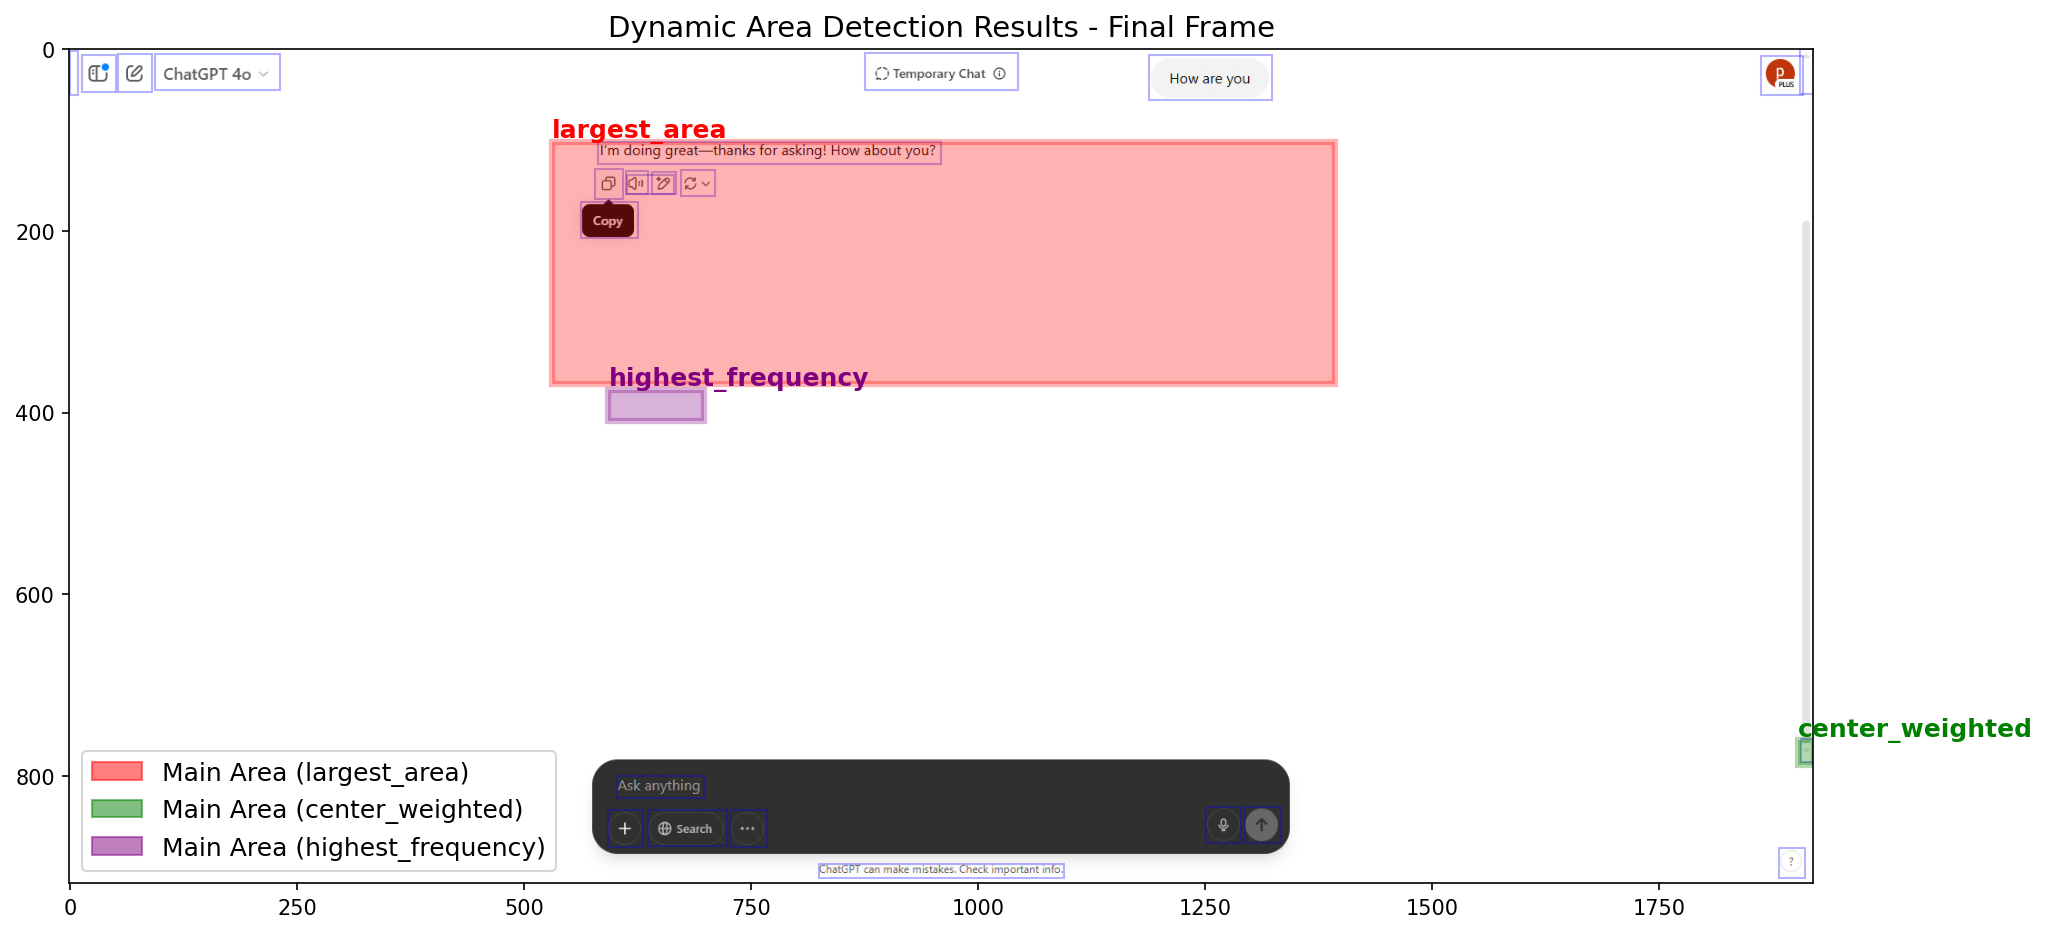 Dynamic Area Detection Results - Final Frame
0
200
400
600
800
ChatGPT 4o
Temporary Chat
How are you
p
PLUS
largest_area
I'm doing great—thanks for asking! How about you?
Copy
highest_frequency
center_weighted
Main Area (largest_area)
Main Area (center_weighted)
Main Area (highest_frequency)
Ask anything
Search
ChatGPT can make mistakes. Check important info.
?
0
250
500
750
1000
1250
1500
1750